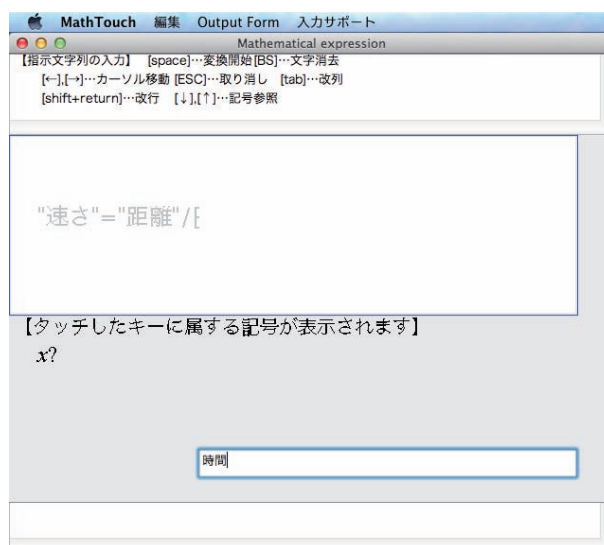 MathTouch 編集 Output Form 入力サポート
Mathematical expression
【指示文字列の入力】 [space]…変換開始[BS]…文字消去
[←],[→]…カーソル移動 [ESC]…取り消し [tab]…改列
[shift+return]…改行 [↓],[↑]…記号参照
"速さ"="距離"/
【タッチしたキーに属する記号が表示されます】
x?
時間